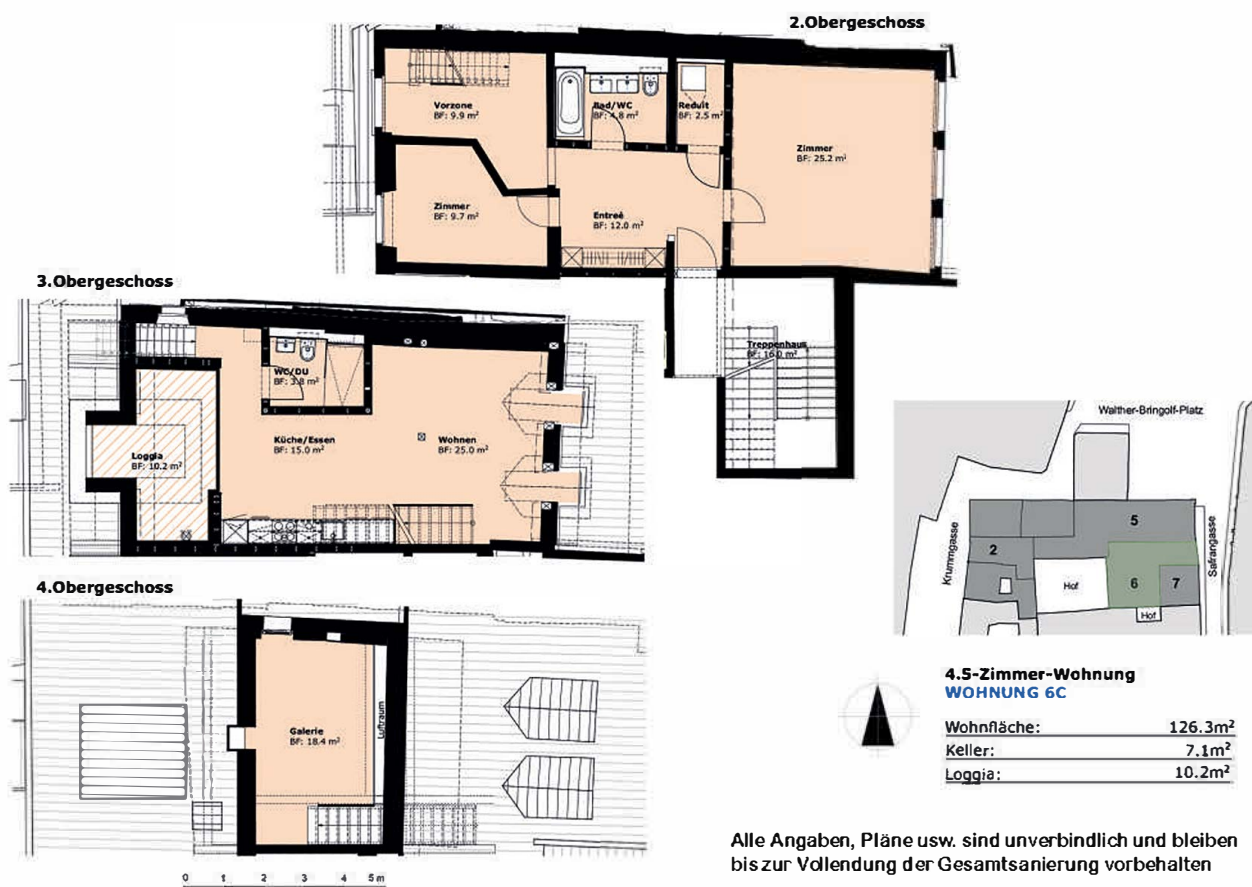 2.Obergeschoss
Vorzone
BF: 9.9 m²
Bad/WC
BF: 4.8 m²
Reduit
BF: 2.5 m²
Zimmer
BF: 25.2 m²
Zimmer
BF: 9.7 m²
Entreé
BF: 12.0 m²
Treppenhaus
BF: 16.0 m²
3.Obergeschoss
WC/DU
BF: 3.8 m²
Küche/Essen
BF: 15.0 m²
Wohnen
BF: 25.0 m²
Loggia
BF: 10.2 m²
4.Obergeschoss
Galerie
BF: 18.4 m²
Luftraum
0 1 2 3 4 5 m
Walther-Bringolf-Platz
Krummgasse
Safrangasse
5
2
Hof
6
7
Hof
4.5-Zimmer-Wohnung
WOHNUNG 6C
Wohnfläche: 126.3m²
Keller: 7.1m²
Loggia: 10.2m²
Alle Angaben, Pläne usw. sind unverbindlich und bleiben
bis zur Vollendung der Gesamtsanierung vorbehalten